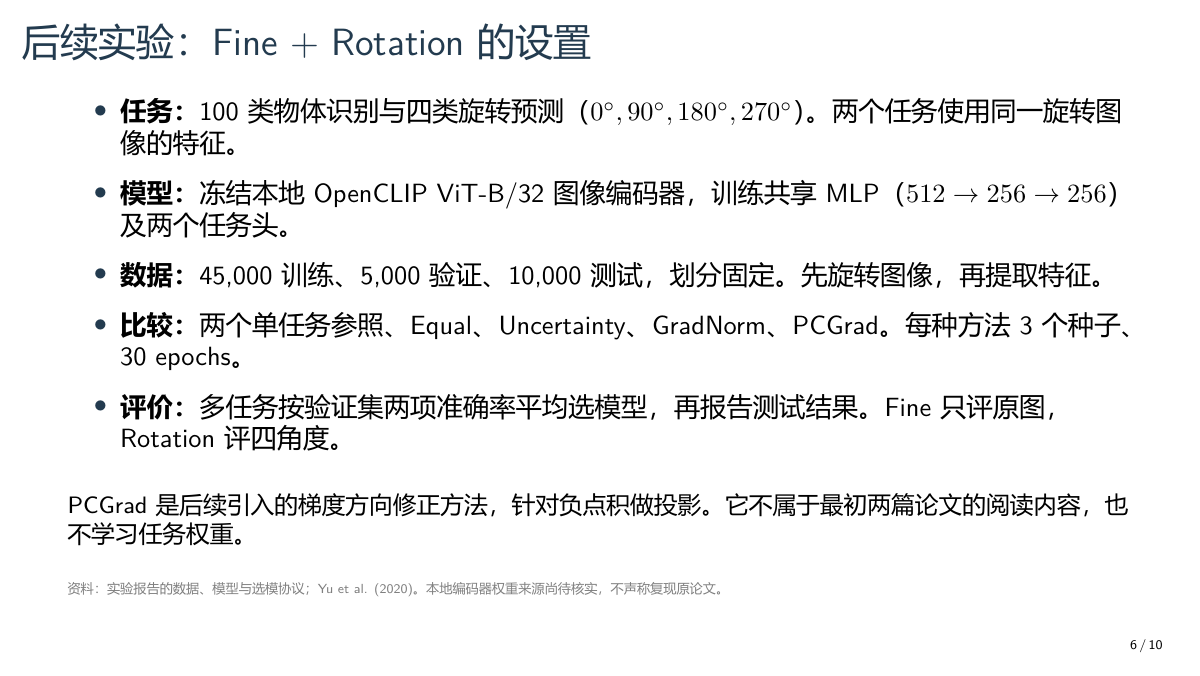 后续实验：Fine + Rotation 的设置
• 任务：100 类物体识别与四类旋转预测（0°, 90°, 180°, 270°）。两个任务使用同一旋转图
像的特征。
• 模型：冻结本地 OpenCLIP ViT-B/32 图像编码器，训练共享 MLP（512 → 256 → 256）
及两个任务头。
• 数据：45,000 训练、5,000 验证、10,000 测试，划分固定。先旋转图像，再提取特征。
• 比较：两个单任务参照、Equal、Uncertainty、GradNorm、PCGrad。每种方法 3 个种子、
30 epochs。
• 评价：多任务按验证集两项准确率平均选模型，再报告测试结果。Fine 只评原图，
Rotation 评四角度。
PCGrad 是后续引入的梯度方向修正方法，针对负点积做投影。它不属于最初两篇论文的阅读内容，也
不学习任务权重。
资料：实验报告的数据、模型与选模协议；Yu et al. (2020)。本地编码器权重来源尚待核实，不声称复现原论文。
6 / 10